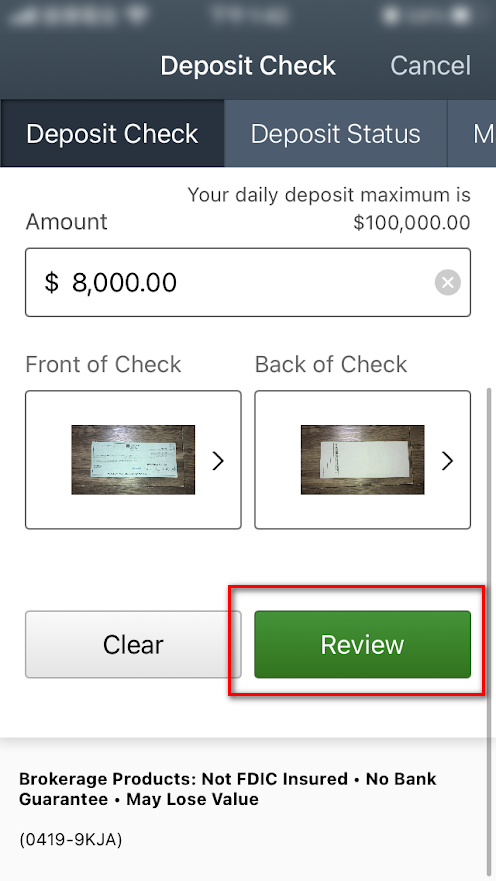 Deposit Check
Cancel
Deposit Check
Deposit Status
M
Your daily deposit maximum is
Amount
$100,000.00
$ 8,000.00
Front of Check
Back of Check
Clear
Review
Brokerage Products: Not FDIC Insured • No Bank
Guarantee • May Lose Value
(0419-9KJA)